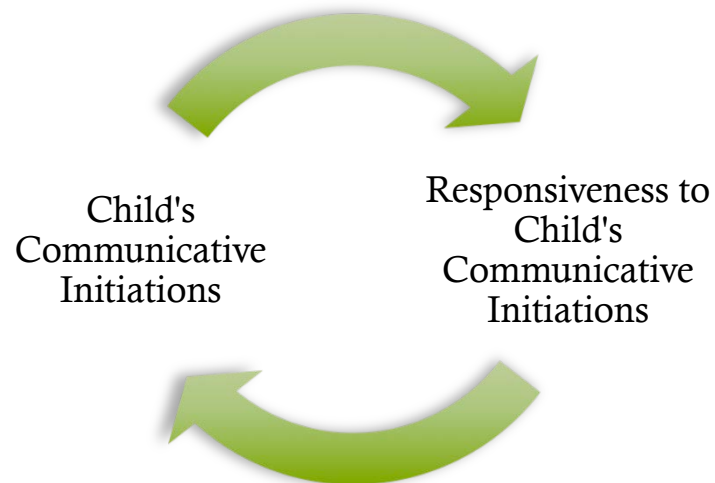 Child's
Communicative
Initiations
Responsiveness to
Child's
Communicative
Initiations